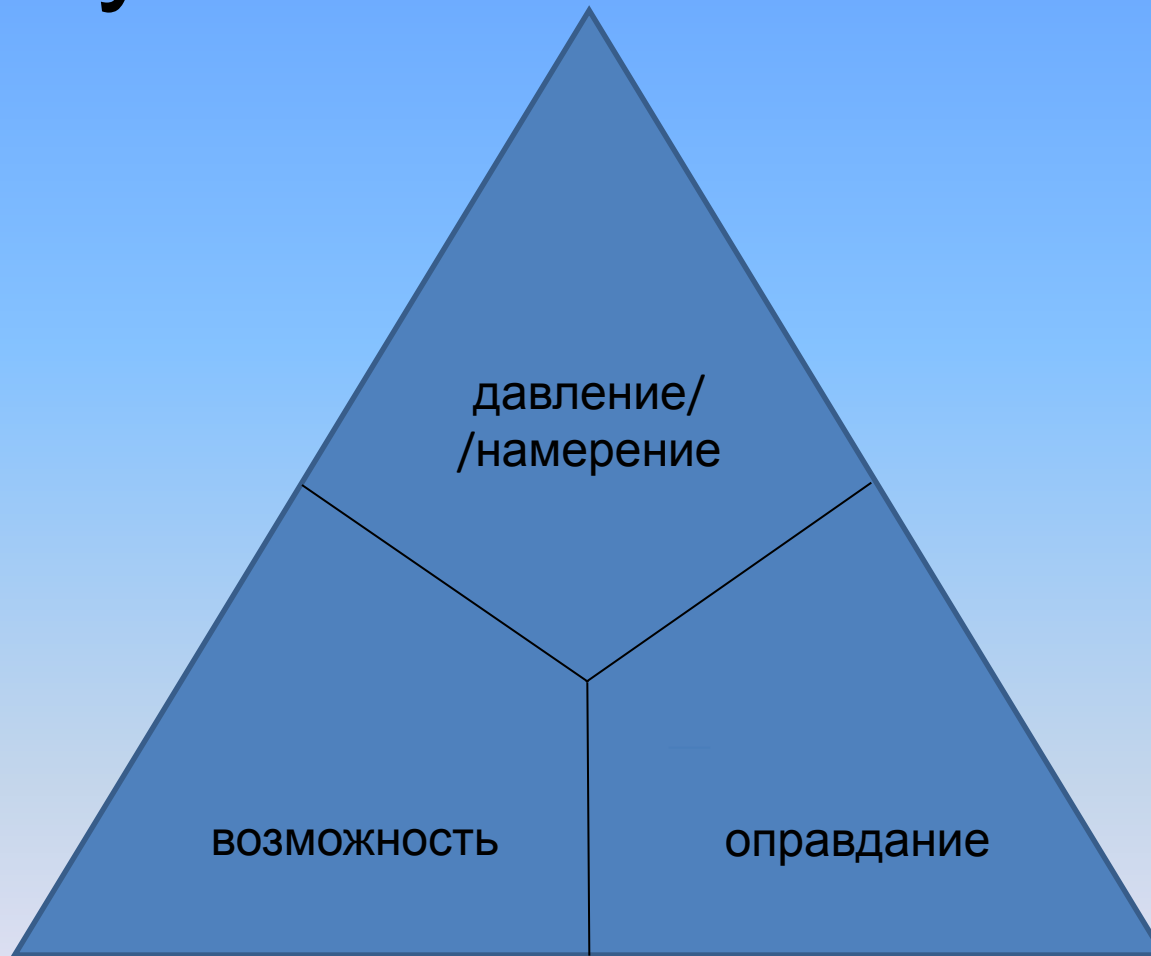 давление/
/намерение
возможность
оправдание